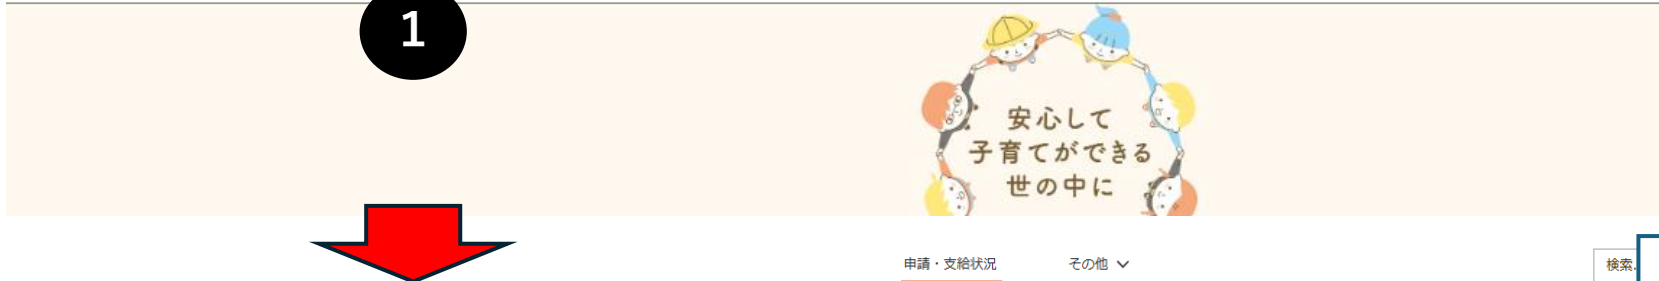 1
安心して
子育てができる
世の中に
申請・支給状況
その他
検索